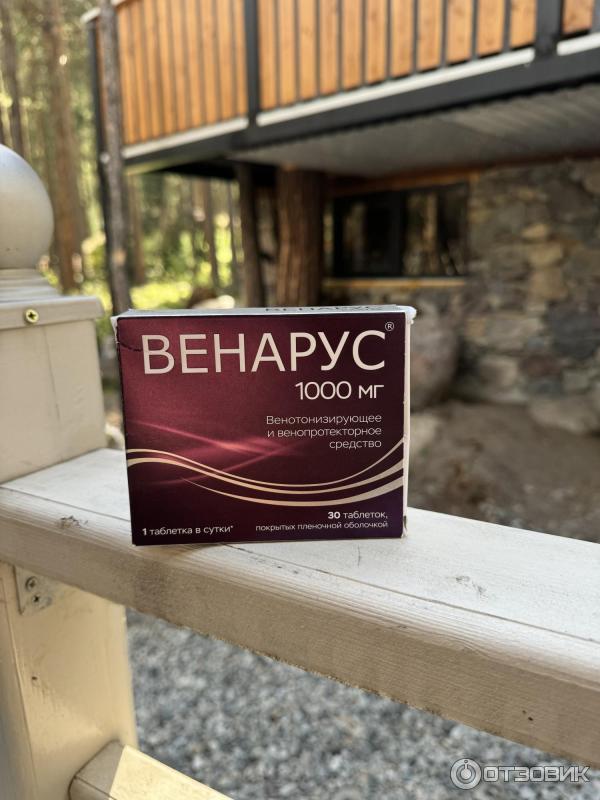 ВЕНАРУС
ВЕНАРУС®
1000 мг
Венотонизирующее
и венопротекторное
средство
30 таблеток,
1 таблетка в сутки*
покрытых пленочной оболочкой
ОТЗОВИК